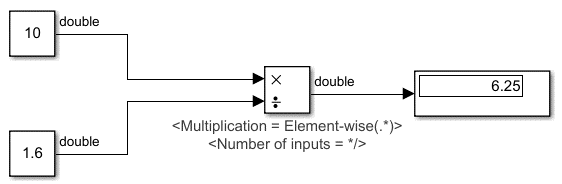 double
10
×
÷
double
6.25
double
1.6
<Multiplication = Element-wise(.*)>
<Number of inputs = */>